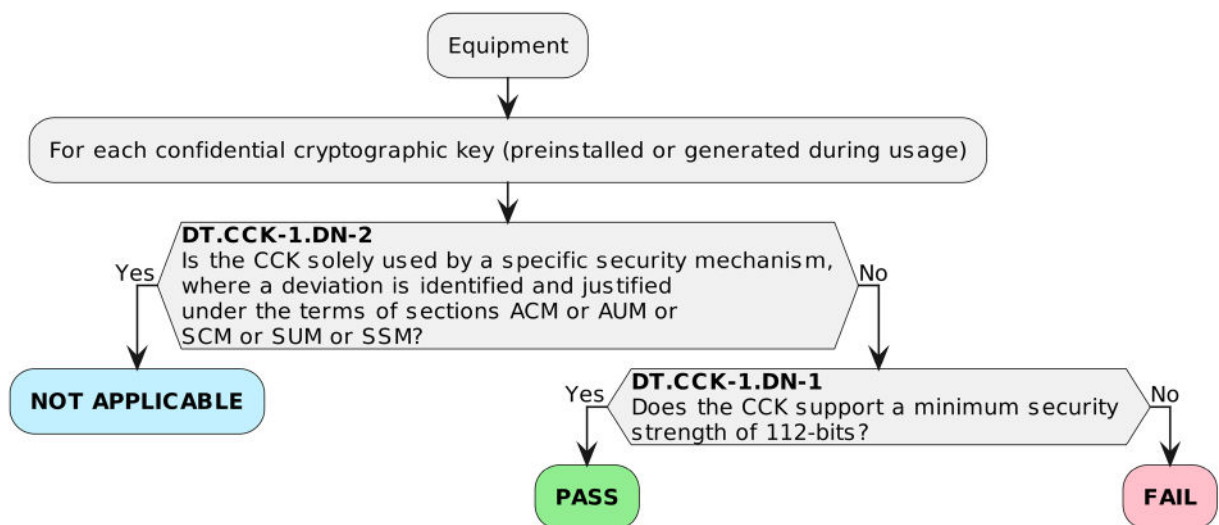 Equipment
For each confidential cryptographic key (preinstalled or generated during usage)
DT.CCK-1.DN-2
Is the CCK solely used by a specific security mechanism,
where a deviation is identified and justified
under the terms of sections ACM or AUM or
SCM or SUM or SSM?
Yes
No
NOT APPLICABLE
DT.CCK-1.DN-1
Does the CCK support a minimum security
strength of 112-bits?
Yes
No
PASS
FAIL